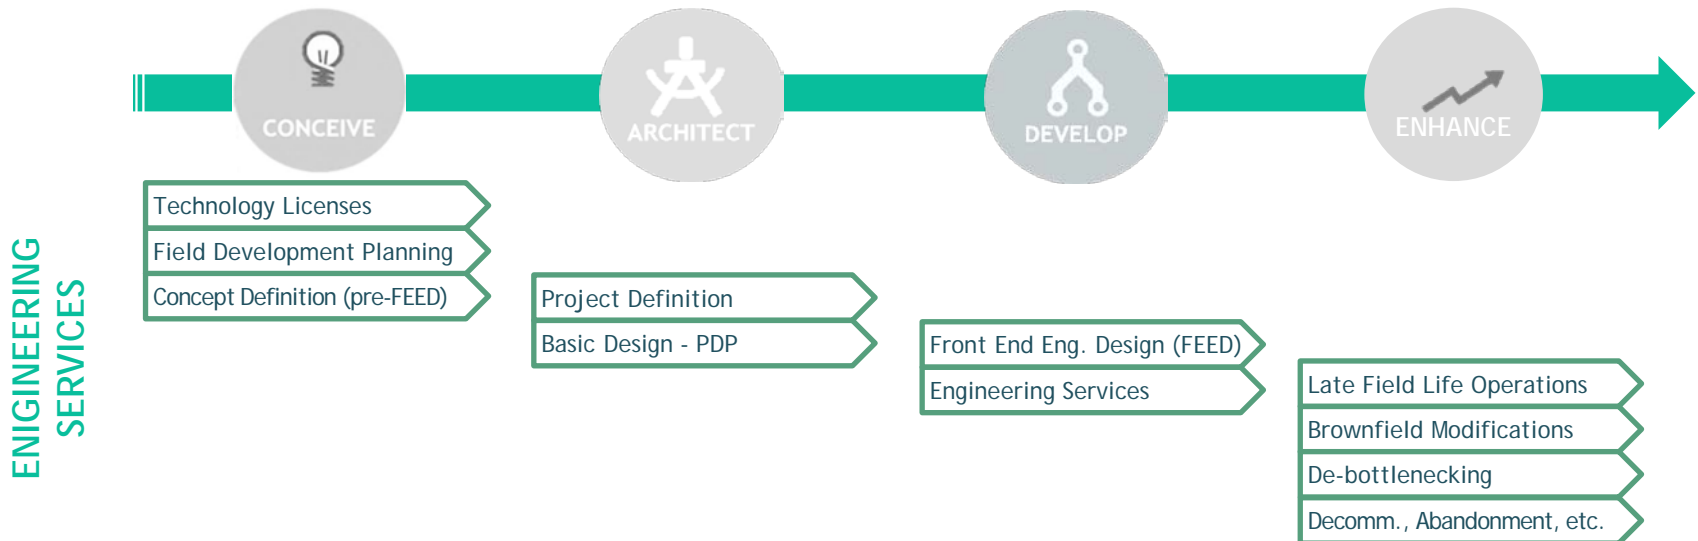 CONCEIVE
ARCHITECT
DEVELOP
ENHANCE
ENIGINEERING
SERVICES
Technology Licenses
Field Development Planning
Concept Definition (pre-FEED)
Project Definition
Basic Design - PDP
Front End Eng. Design (FEED)
Engineering Services
Late Field Life Operations
Brownfield Modifications
De-bottlenecking
Decomm., Abandonment, etc.